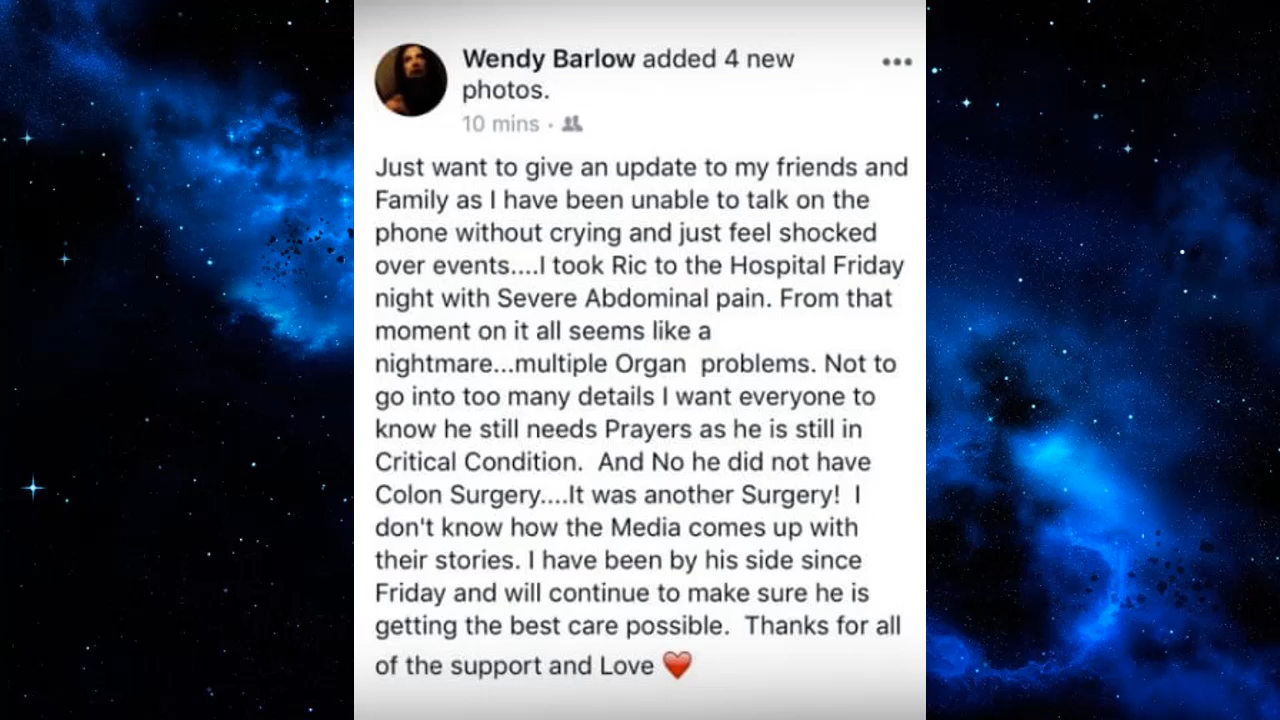 Wendy Barlow added 4 new
photos.
10 mins ·
Just want to give an update to my friends and
Family as I have been unable to talk on the
phone without crying and just feel shocked
over events....I took Ric to the Hospital Friday
night with Severe Abdominal pain. From that
moment on it all seems like a
nightmare...multiple Organ  problems. Not to
go into too many details I want everyone to
know he still needs Prayers as he is still in
Critical Condition.  And No he did not have
Colon Surgery....It was another Surgery!  I
don't know how the Media comes up with
their stories. I have been by his side since
Friday and will continue to make sure he is
getting the best care possible.  Thanks for all
of the support and Love ❤️